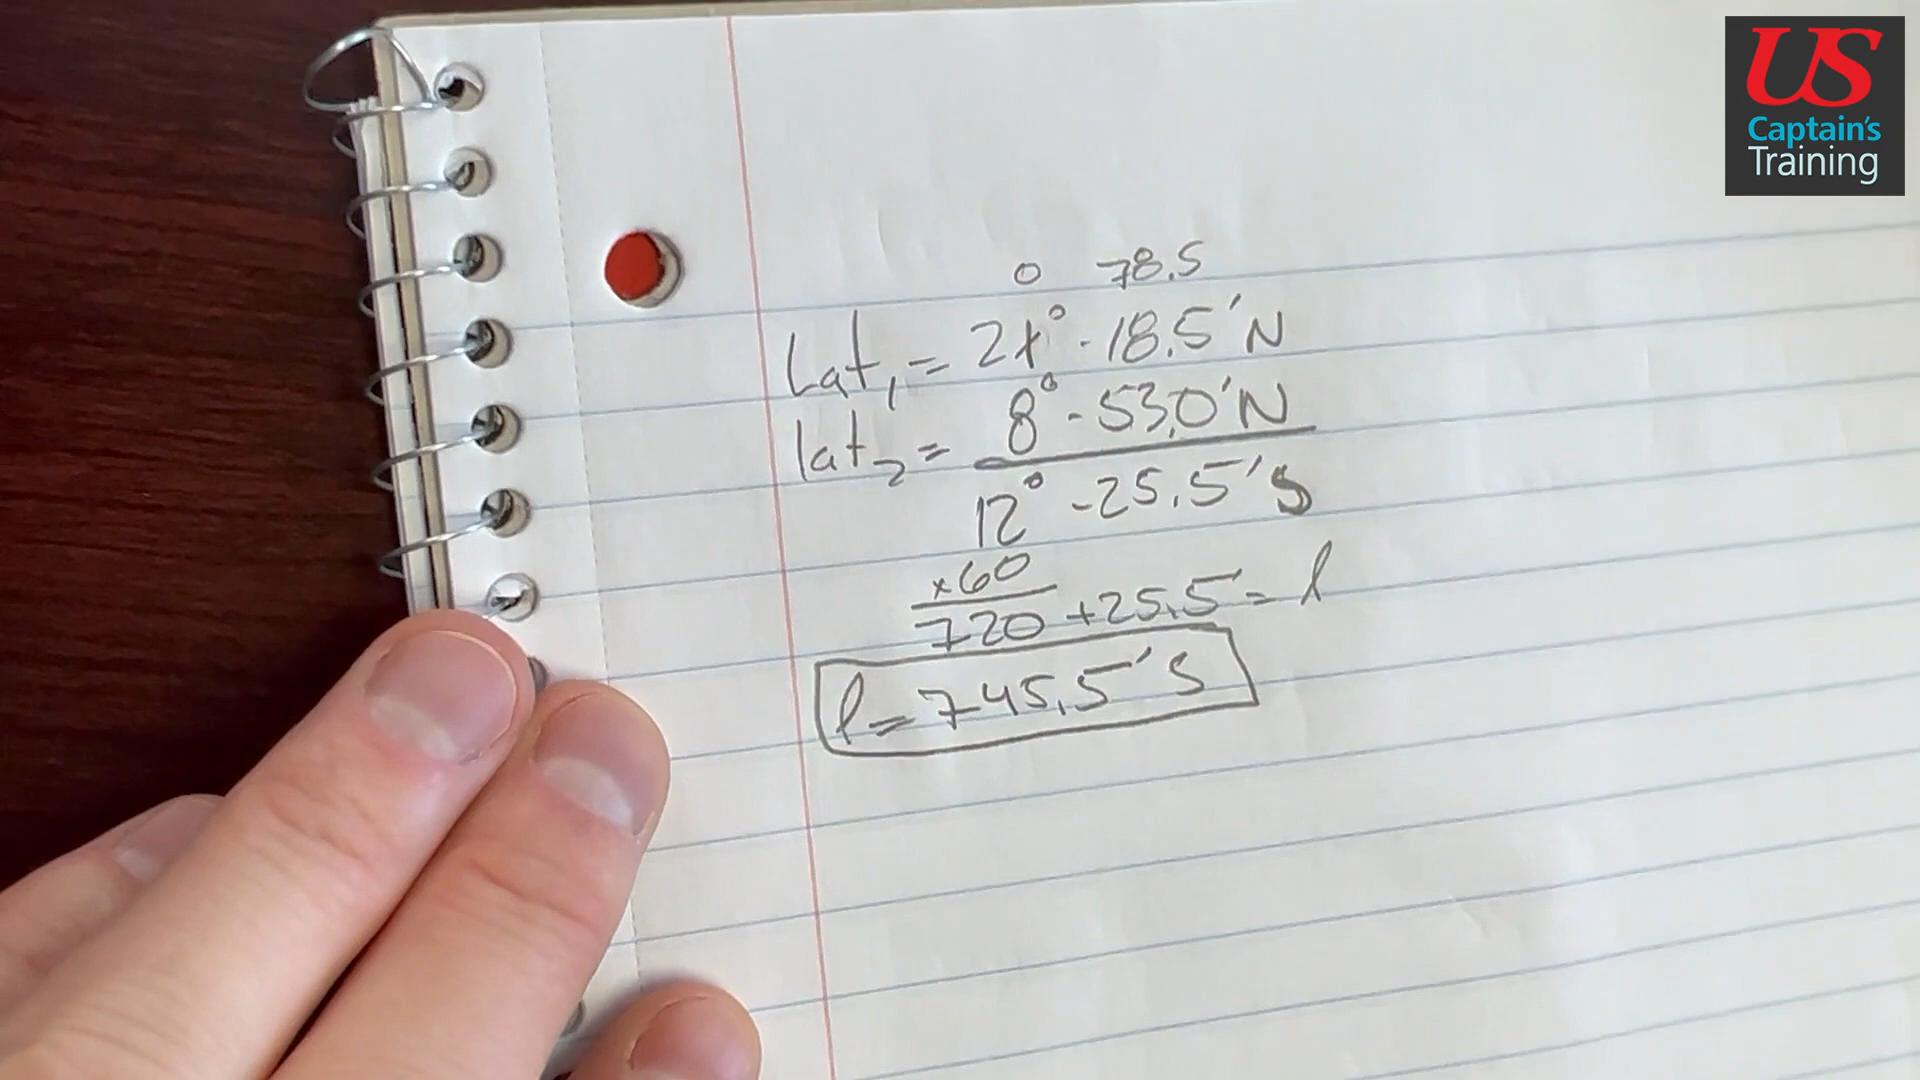 US
Captain's
Training
0 78.5
Lat₁ = 21° - 18.5' N
lat₂ = 8° - 53.0' N
12° - 25.5' S
x60
720 + 25.5 = l
l = 745.5' S